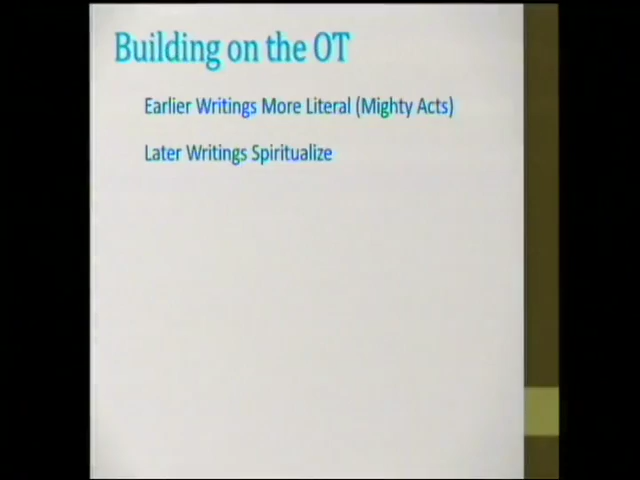 Building on the OT
Earlier Writings More Literal (Mighty Acts)
Later Writings Spiritualize